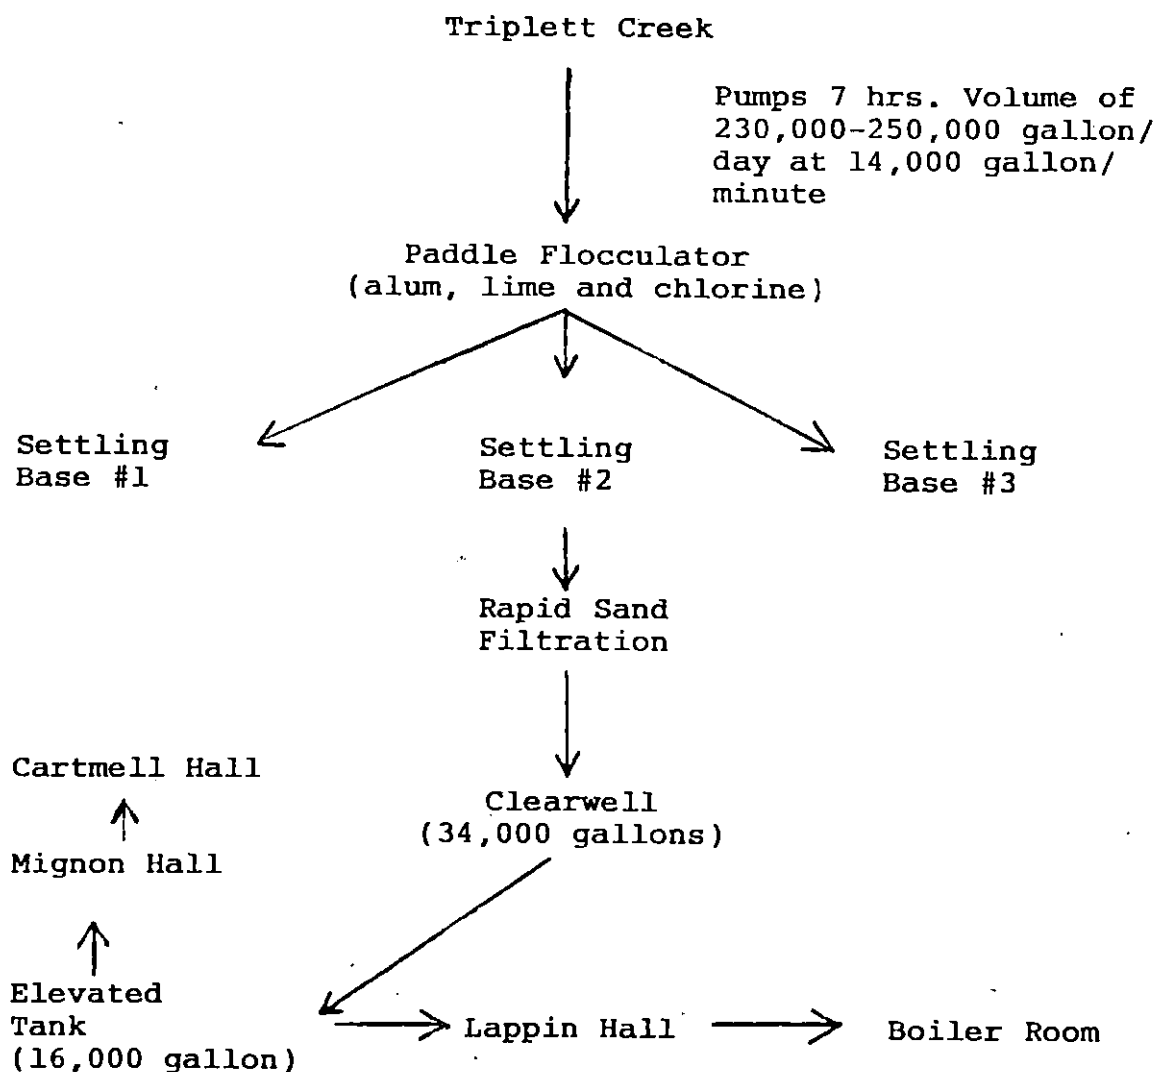 Triplett Creek
Pumps 7 hrs. Volume of
230,000-250,000 gallon/
day at 14,000 gallon/
minute
Paddle Flocculator
(alum, lime and chlorine)
Settling
Base #1
Settling
Base #2
Settling
Base #3
Rapid Sand
Filtration
Clearwell
(34,000 gallons)
Cartmell Hall
Mignon Hall
Elevated
Tank
(16,000 gallon)
Lappin Hall
Boiler Room